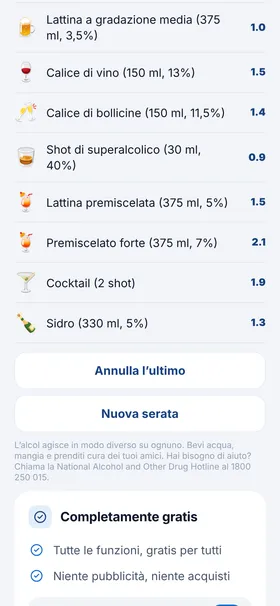 Lattina a gradazione media (375
ml, 3,5%)
1.0
Calice di vino (150 ml, 13%)
1.5
Calice di bollicine (150 ml, 11,5%)
1.4
Shot di superalcolico (30 ml,
40%)
0.9
Lattina premiscelata (375 ml, 5%)
1.5
Premiscelato forte (375 ml, 7%)
2.1
Cocktail (2 shot)
1.9
Sidro (330 ml, 5%)
1.3
Annulla l’ultimo
Nuova serata
L’alcol agisce in modo diverso su ognuno. Bevi acqua,
mangia e prenditi cura dei tuoi amici. Hai bisogno di aiuto?
Chiama la National Alcohol and Other Drug Hotline al 1800
250 015.
Completamente gratis
Tutte le funzioni, gratis per tutti
Niente pubblicità, niente acquisti